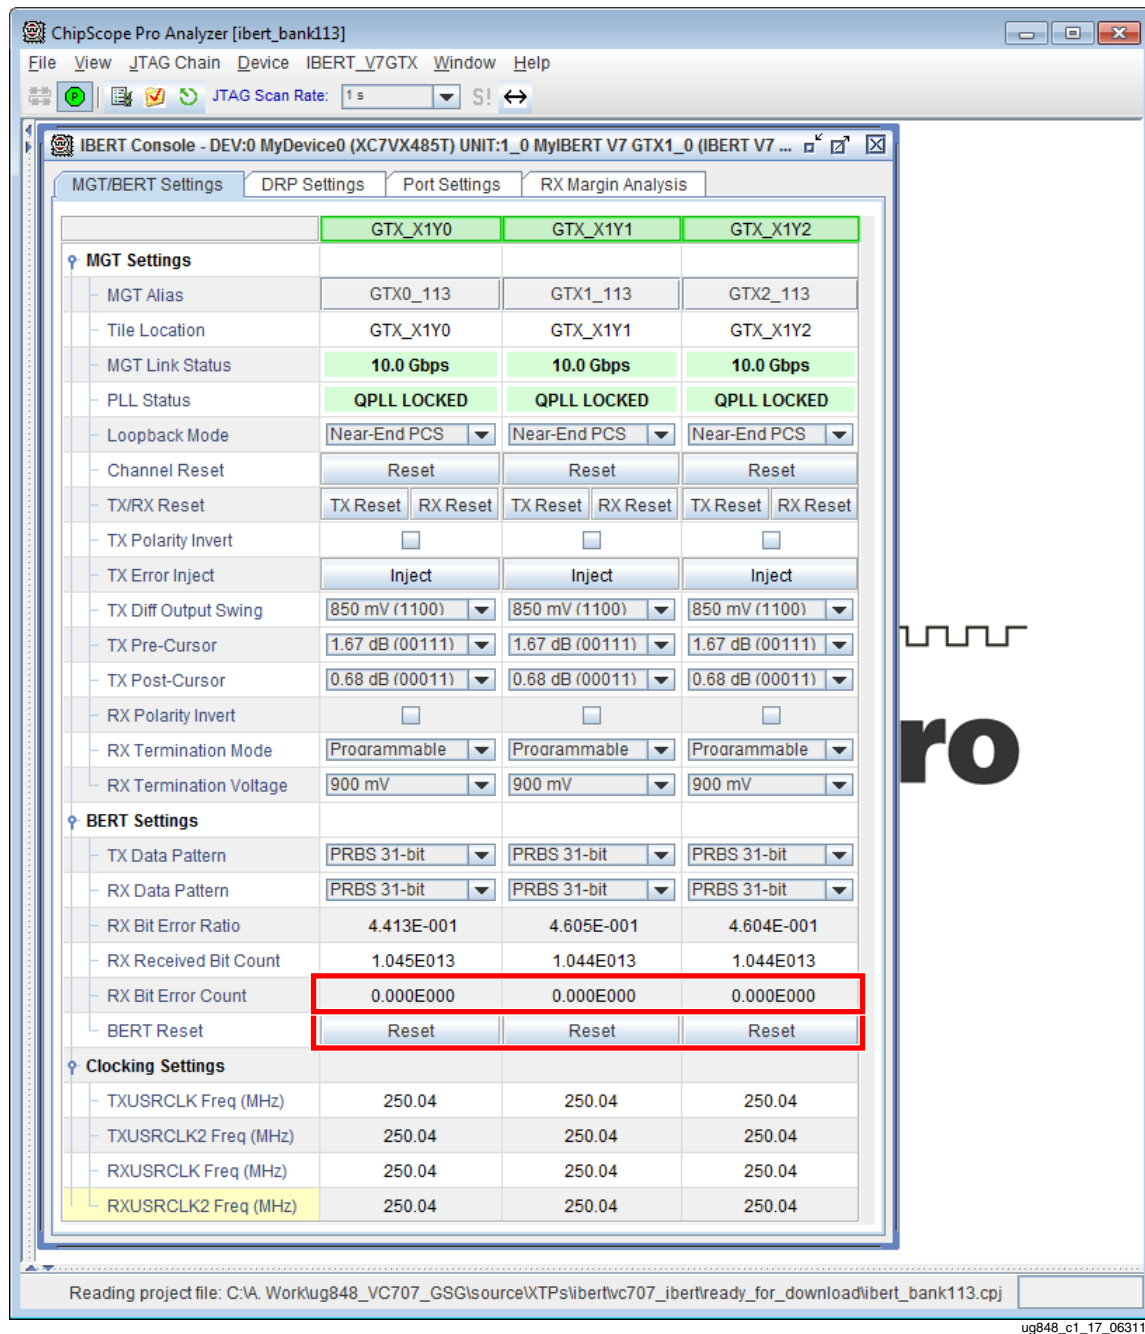 ChipScope Pro Analyzer [ibert_bank113]
File View JTAG Chain Device IBERT_V7GTX Window Help
P JTAG Scan Rate: 1 s S!
IBERT Console - DEV:0 MyDevice0 (XC7VX485T) UNIT:1_0 MyIBERT V7 GTX1_0 (IBERT V7 ...
MGT/BERT Settings DRP Settings Port Settings RX Margin Analysis
GTX_X1Y0 GTX_X1Y1 GTX_X1Y2
MGT Settings
MGT Alias GTX0_113 GTX1_113 GTX2_113
Tile Location GTX_X1Y0 GTX_X1Y1 GTX_X1Y2
MGT Link Status 10.0 Gbps 10.0 Gbps 10.0 Gbps
PLL Status QPLL LOCKED QPLL LOCKED QPLL LOCKED
Loopback Mode Near-End PCS Near-End PCS Near-End PCS
Channel Reset Reset Reset Reset
TX/RX Reset TX Reset RX Reset TX Reset RX Reset TX Reset RX Reset
TX Polarity Invert
TX Error Inject Inject Inject Inject
TX Diff Output Swing 850 mV (1100) 850 mV (1100) 850 mV (1100)
TX Pre-Cursor 1.67 dB (00111) 1.67 dB (00111) 1.67 dB (00111)
TX Post-Cursor 0.68 dB (00011) 0.68 dB (00011) 0.68 dB (00011)
RX Polarity Invert
RX Termination Mode Programmable Programmable Programmable
RX Termination Voltage 900 mV 900 mV 900 mV
ro
BERT Settings
TX Data Pattern PRBS 31-bit PRBS 31-bit PRBS 31-bit
RX Data Pattern PRBS 31-bit PRBS 31-bit PRBS 31-bit
RX Bit Error Ratio 4.413E-001 4.605E-001 4.604E-001
RX Received Bit Count 1.045E013 1.044E013 1.044E013
RX Bit Error Count 0.000E000 0.000E000 0.000E000
BERT Reset Reset Reset Reset
Clocking Settings
TXUSRCLK Freq (MHz) 250.04 250.04 250.04
TXUSRCLK2 Freq (MHz) 250.04 250.04 250.04
RXUSRCLK Freq (MHz) 250.04 250.04 250.04
RXUSRCLK2 Freq (MHz) 250.04 250.04 250.04
Reading project file: C:\A. Work\ug848_VC707_GSG\source\XTPs\ibert\vc707_ibert\ready_for_download\ibert_bank113.cpj
ug848_c1_17_06311